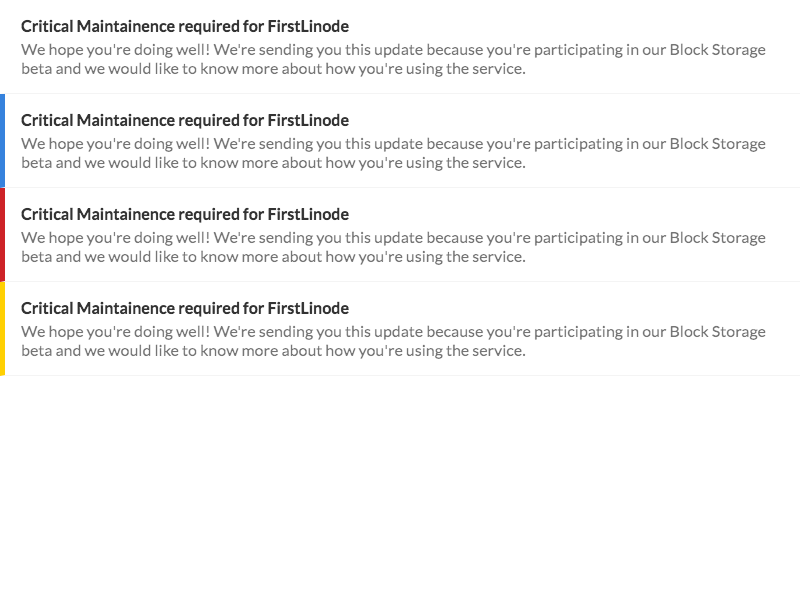 Critical Maintainence required for FirstLinode
We hope you're doing well! We're sending you this update because you're participating in our Block Storage
beta and we would like to know more about how you're using the service.
Critical Maintainence required for FirstLinode
We hope you're doing well! We're sending you this update because you're participating in our Block Storage
beta and we would like to know more about how you're using the service.
Critical Maintainence required for FirstLinode
We hope you're doing well! We're sending you this update because you're participating in our Block Storage
beta and we would like to know more about how you're using the service.
Critical Maintainence required for FirstLinode
We hope you're doing well! We're sending you this update because you're participating in our Block Storage
beta and we would like to know more about how you're using the service.